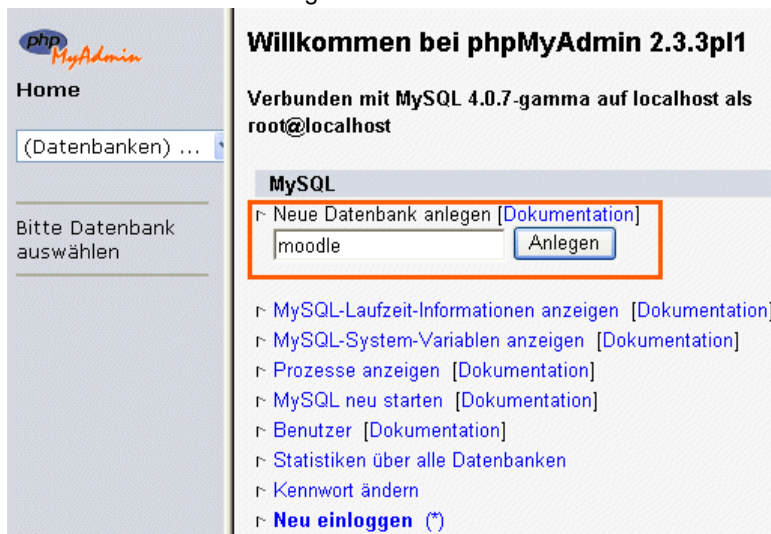 php
MyAdmin
Home
(Datenbanken) ...
Bitte Datenbank
auswählen
Willkommen bei phpMyAdmin 2.3.3pl1
Verbunden mit MySQL 4.0.7-gamma auf localhost als
root@localhost
MySQL
Neue Datenbank anlegen [Dokumentation]
moodle Anlegen
MySQL-Laufzeit-Informationen anzeigen [Dokumentation]
MySQL-System-Variablen anzeigen [Dokumentation]
Prozesse anzeigen [Dokumentation]
MySQL neu starten [Dokumentation]
Benutzer [Dokumentation]
Statistiken über alle Datenbanken
Kennwort ändern
Neu einloggen (*)